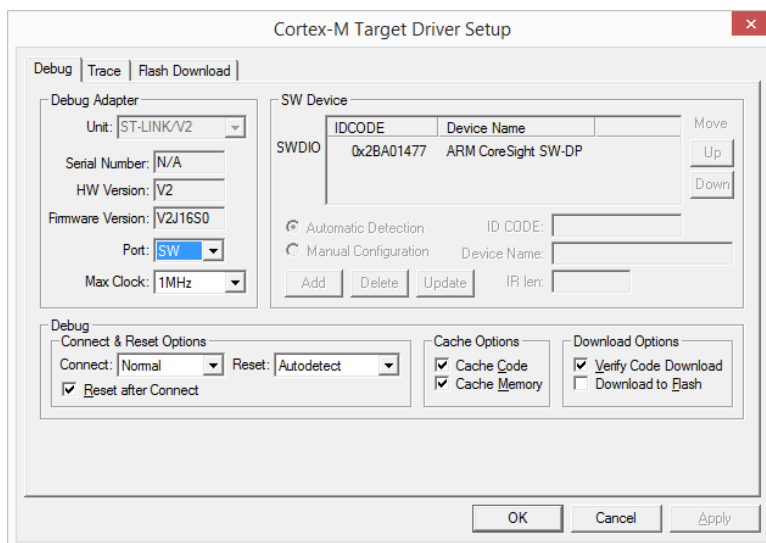 Cortex-M Target Driver Setup
Debug Trace Flash Download
Debug Adapter
Unit: ST-LINK/V2
Serial Number: N/A
HW Version: V2
Firmware Version: V2J16S0
Port: SW
Max Clock: 1MHz
SW Device
IDCODE Device Name
SWDIO 0x2BA01477 ARM CoreSight SW-DP
Move
Up
Down
Automatic Detection ID CODE:
Manual Configuration Device Name:
Add Delete Update IR len:
Debug
Connect & Reset Options
Connect: Normal Reset: Autodetect
Reset after Connect
Cache Options
Cache Code
Cache Memory
Download Options
Verify Code Download
Download to Flash
OK Cancel Apply